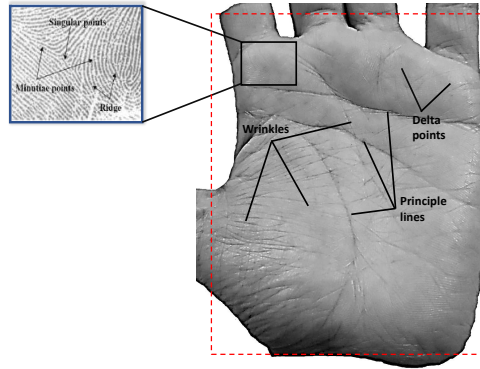 Singular points
Minutiae points
Ridge
Wrinkles
Delta
points
Principle
lines